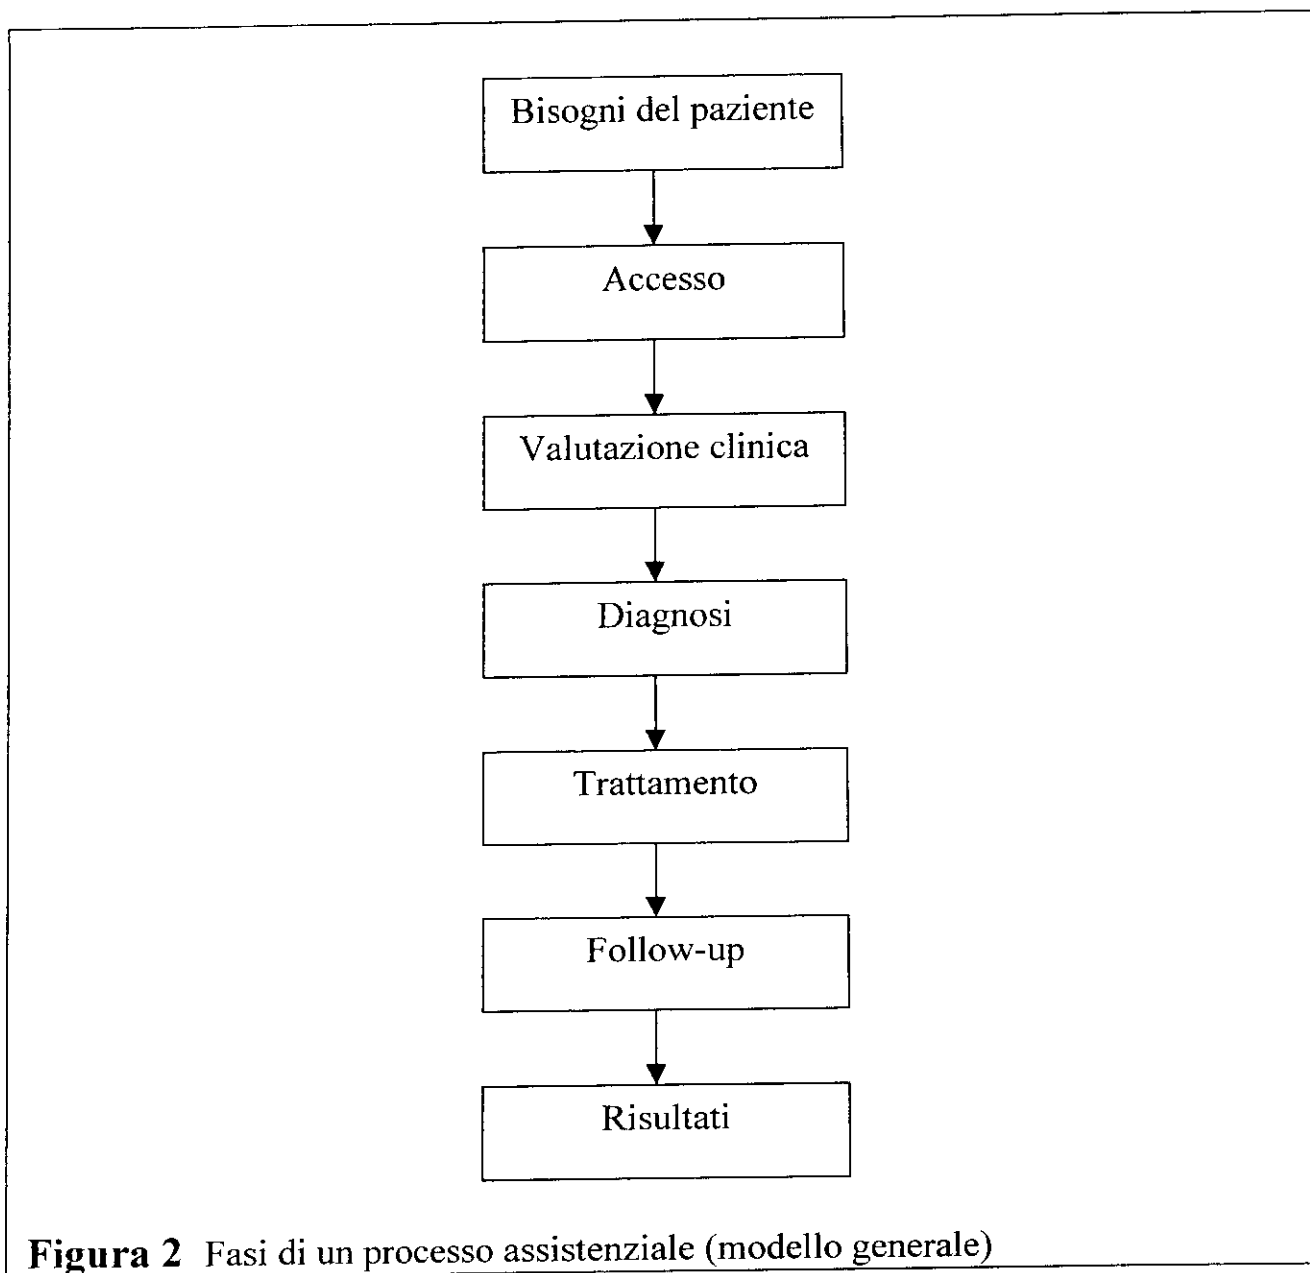 Bisogni del paziente
Accesso
Valutazione clinica
Diagnosi
Trattamento
Follow-up
Risultati
Figura 2 Fasi di un processo assistenziale (modello generale)